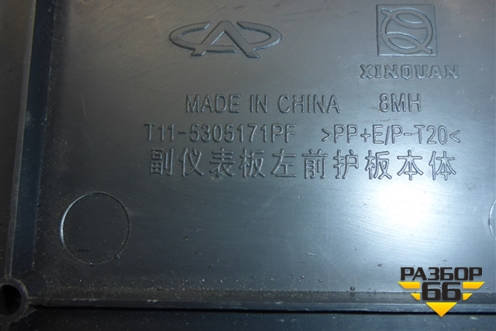 XINQUAN
MADE IN CHINA 8MH
T11-5305171PF >PP+E/P-T20<
副仪表板左前护板本体
РАЗБОР
66